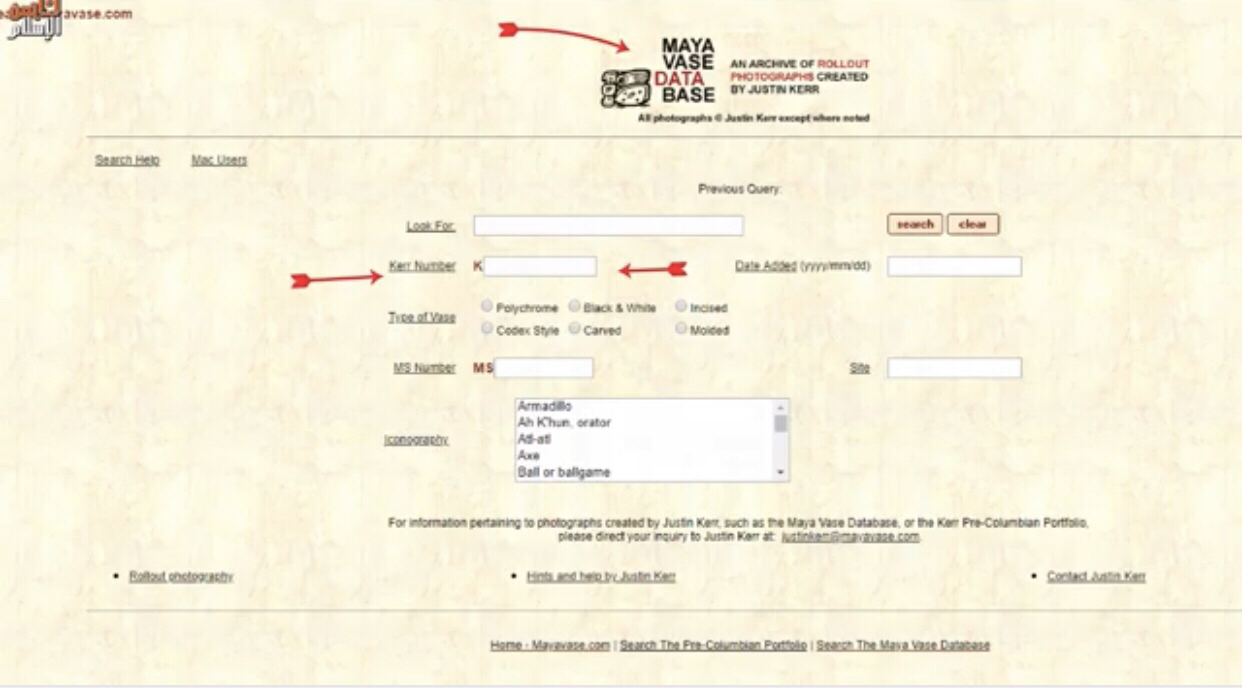 avase.com
الإسلام
MAYA
VASE
DATA
BASE
AN ARCHIVE OF ROLLOUT
PHOTOGRAPHS CREATED
BY JUSTIN KERR
All photographs © Justin Kerr except where noted
Search Help Mac Users
Previous Query:
Look For: search clear
Kerr Number K Date Added (yyyy/mm/dd)
Type of Vase
Polychrome Black & White Incised
Codex Style Carved Molded
MS Number MS Site
Iconography
Armadillo
Ah K'hun, orator
Atl-atl
Axe
Ball or ballgame
For information pertaining to photographs created by Justin Kerr, such as the Maya Vase Database, or the Kerr Pre-Columbian Portfolio,
please direct your inquiry to Justin Kerr at: justinkerr@mayavase.com.
• Rollout photography • Hints and help by Justin Kerr • Contact Justin Kerr
Home - Mayavase.com | Search The Pre-Columbian Portfolio | Search The Maya Vase Database